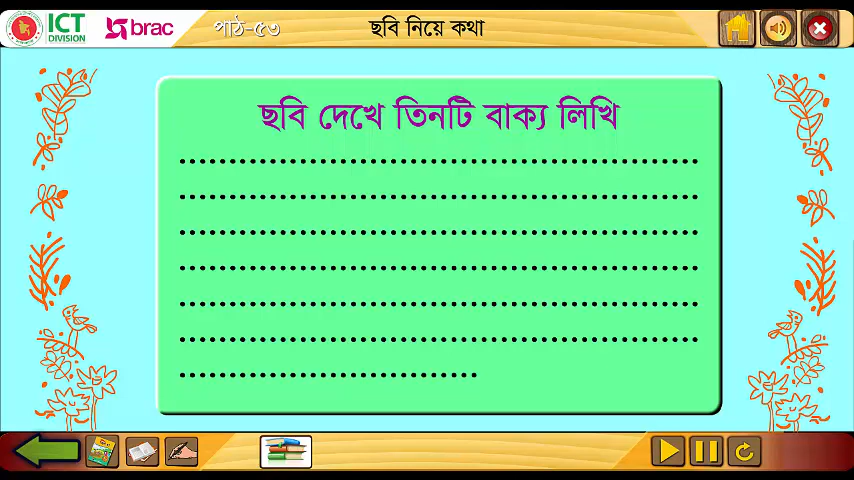 ICT
DIVISION
brac
পাঠ-৫৩
ছবি নিয়ে কথা
ছবি দেখে তিনটি বাক্য লিখি